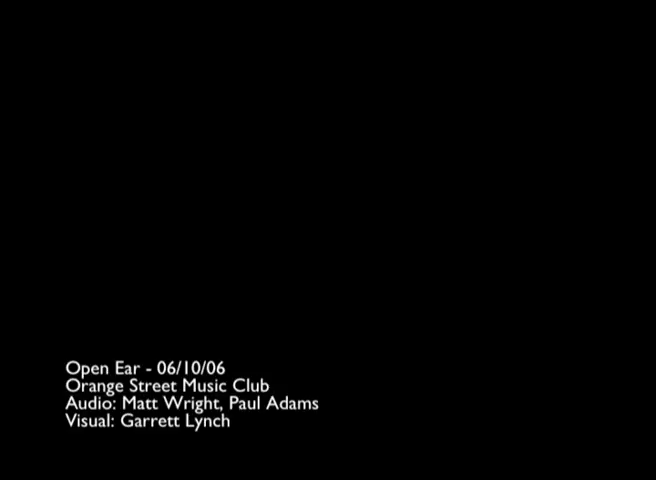 Open Ear - 06/10/06
Orange Street Music Club
Audio: Matt Wright, Paul Adams
Visual: Garrett Lynch